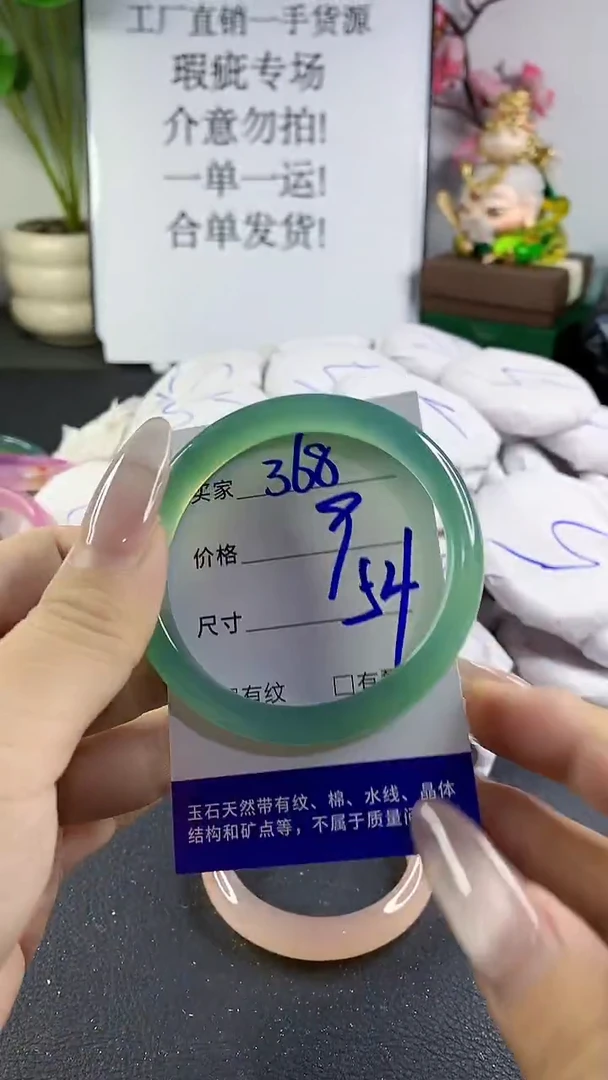 工厂直销一手货源
瑕疵专场
介意勿拍!
一单一运!
合单发货!
买家 368
价格 9
尺寸 54
有纹 □有
玉石天然带有纹、棉、水线、晶体
结构和矿点等，不属于质量问